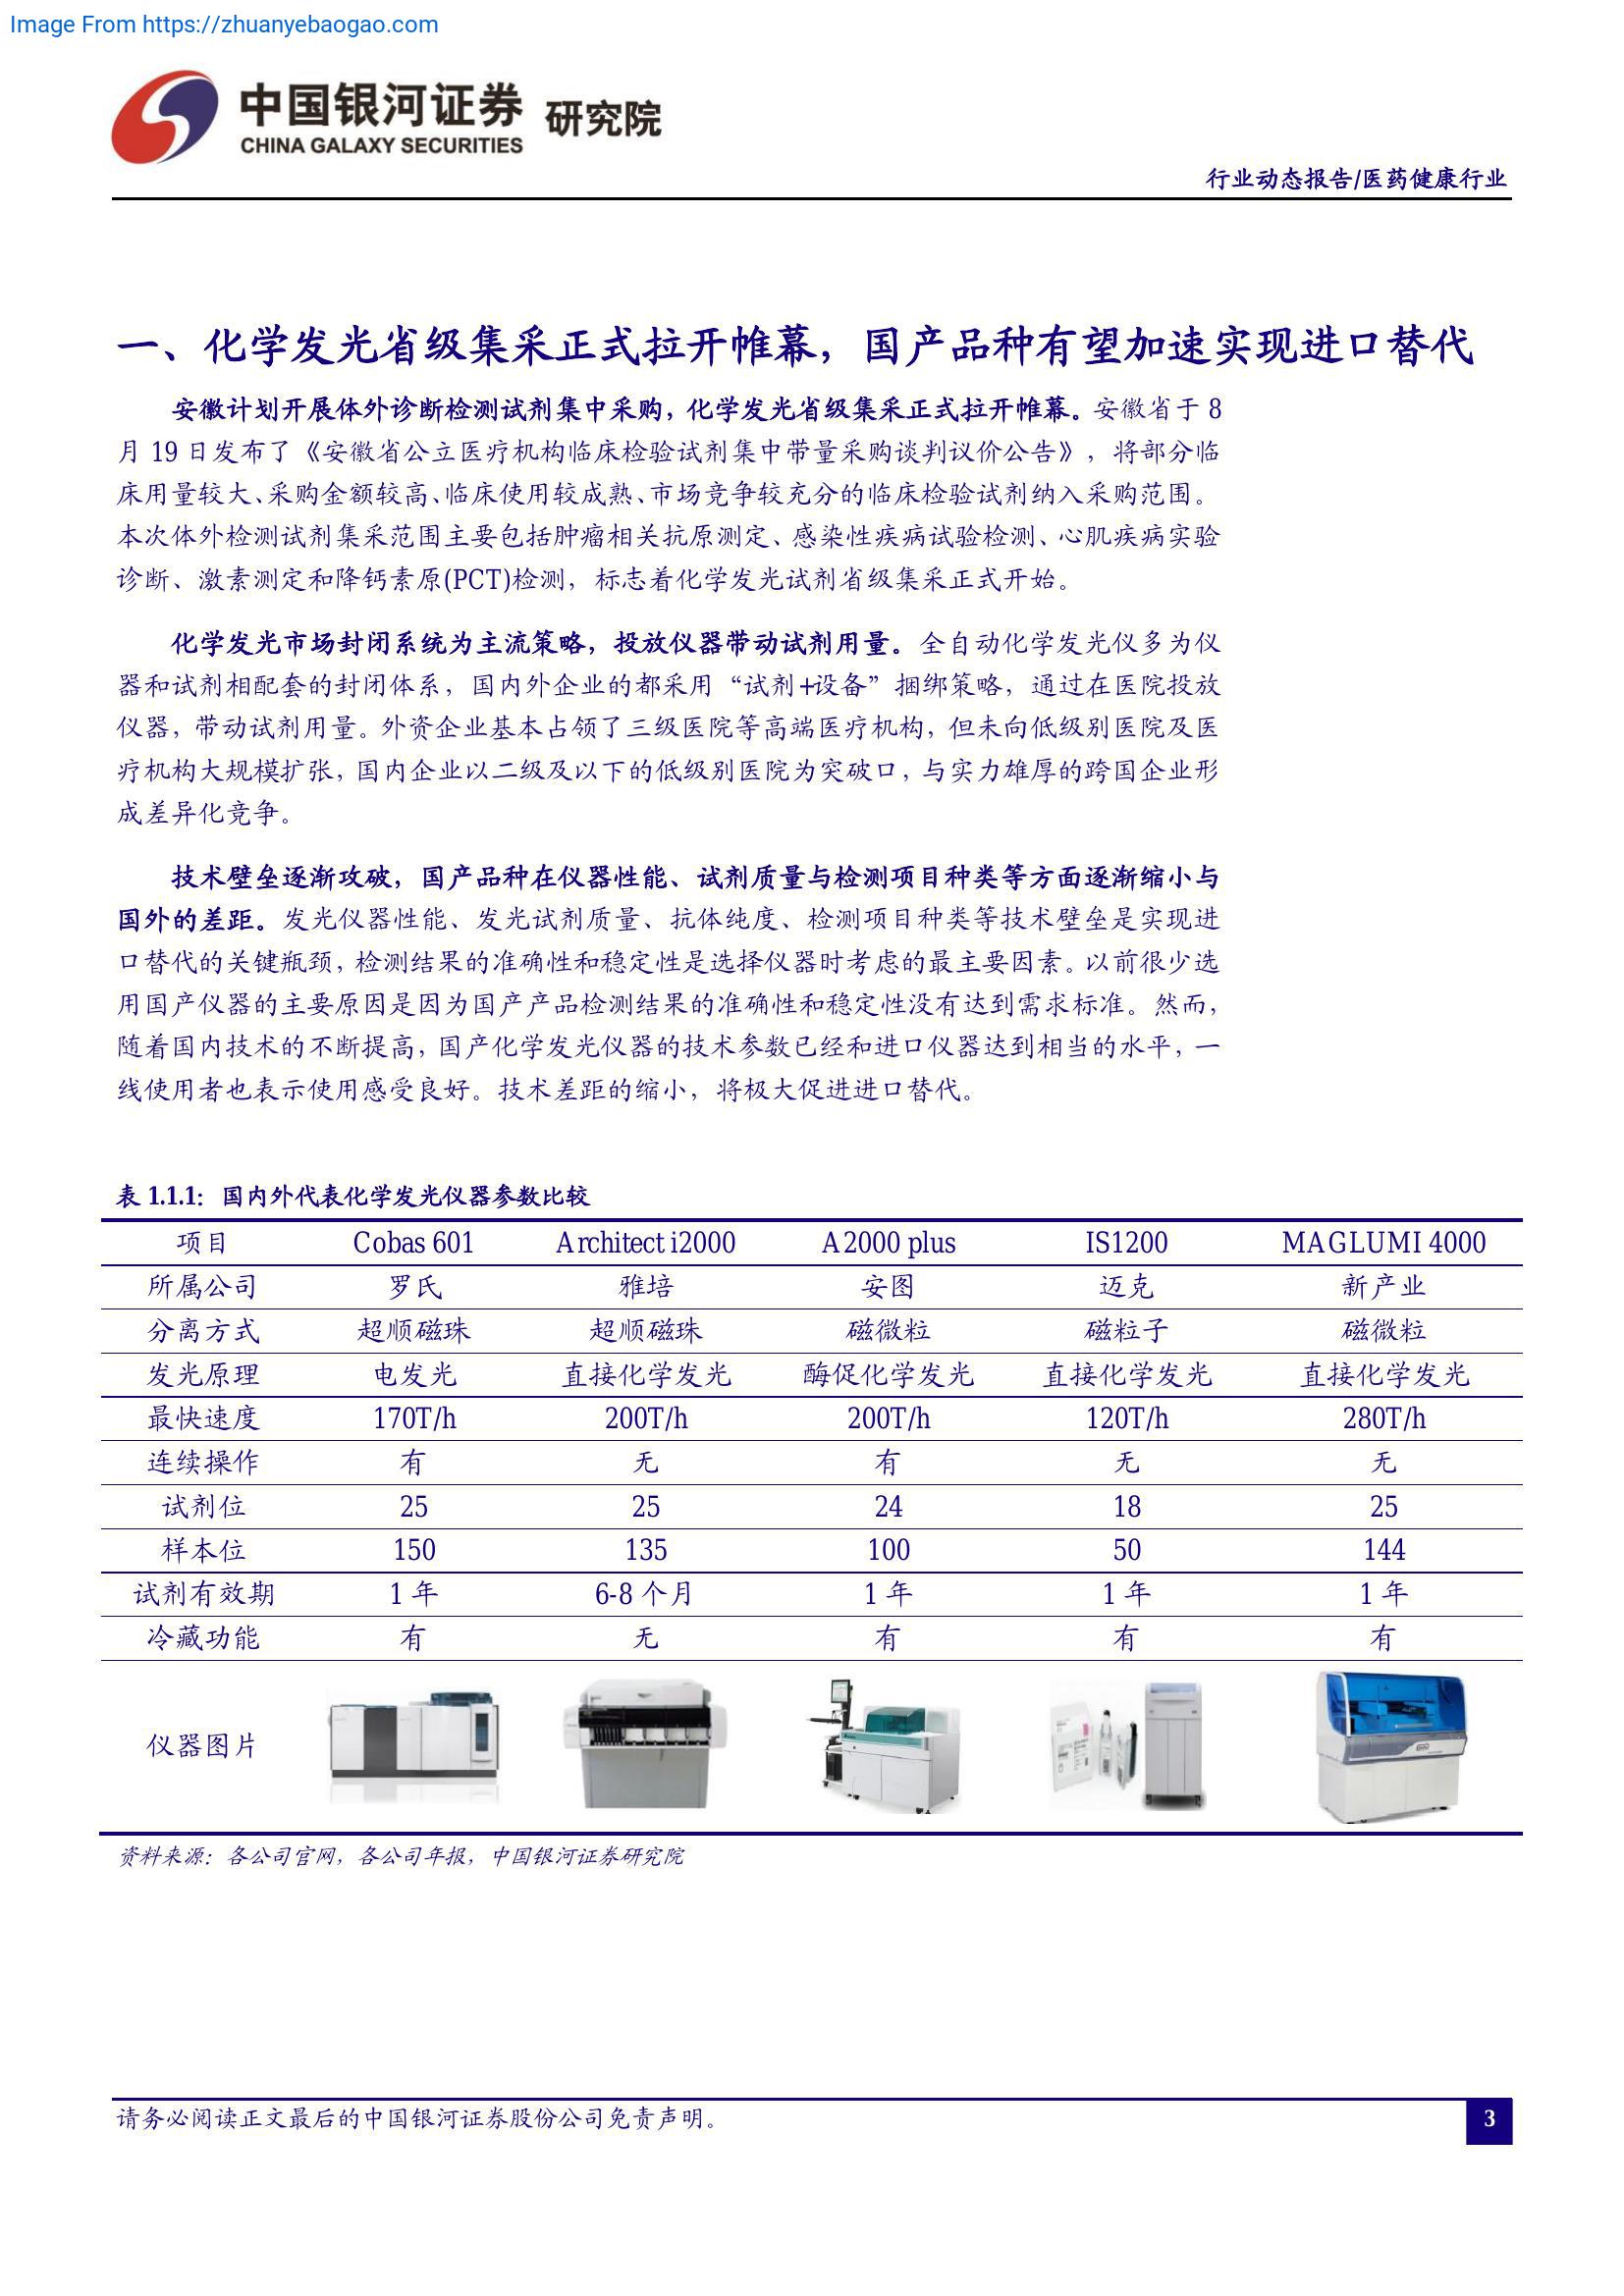 Image From https://zhuanyebaogao.com
中国银河证券 研究院
CHINA GALAXY SECURITIES
行业动态报告/医药健康行业
一、化学发光省级集采正式拉开帷幕，国产品种有望加速实现进口替代
安徽计划开展体外诊断检测试剂集中采购，化学发光省级集采正式拉开帷幕。安徽省于 8
月 19 日发布了《安徽省公立医疗机构临床检验试剂集中带量采购谈判议价公告》，将部分临
床用量较大、采购金额较高、临床使用较成熟、市场竞争较充分的临床检验试剂纳入采购范围。
本次体外检测试剂集采范围主要包括肿瘤相关抗原测定、感染性疾病试验检测、心肌疾病实验
诊断、激素测定和降钙素原(PCT)检测，标志着化学发光试剂省级集采正式开始。
化学发光市场封闭系统为主流策略，投放仪器带动试剂用量。全自动化学发光仪多为仪
器和试剂相配套的封闭体系，国内外企业的都采用“试剂+设备”捆绑策略，通过在医院投放
仪器，带动试剂用量。外资企业基本占领了三级医院等高端医疗机构，但未向低级别医院及医
疗机构大规模扩张，国内企业以二级及以下的低级别医院为突破口，与实力雄厚的跨国企业形
成差异化竞争。
技术壁垒逐渐攻破，国产品种在仪器性能、试剂质量与检测项目种类等方面逐渐缩小与
国外的差距。发光仪器性能、发光试剂质量、抗体纯度、检测项目种类等技术壁垒是实现进
口替代的关键瓶颈，检测结果的准确性和稳定性是选择仪器时考虑的最主要因素。以前很少选
用国产仪器的主要原因是因为国产产品检测结果的准确性和稳定性没有达到需求标准。然而，
随着国内技术的不断提高，国产化学发光仪器的技术参数已经和进口仪器达到相当的水平，一
线使用者也表示使用感受良好。技术差距的缩小，将极大促进进口替代。
表 1.1.1：国内外代表化学发光仪器参数比较
项目 Cobas 601 Architect i2000 A2000 plus IS1200 MAGLUMI 4000
所属公司 罗氏 雅培 安图 迈克 新产业
分离方式 超顺磁珠 超顺磁珠 磁微粒 磁粒子 磁微粒
发光原理 电发光 直接化学发光 酶促化学发光 直接化学发光 直接化学发光
最快速度 170T/h 200T/h 200T/h 120T/h 280T/h
连续操作 有 无 有 无 无
试剂位 25 25 24 18 25
样本位 150 135 100 50 144
试剂有效期 1 年 6-8 个月 1 年 1 年 1 年
冷藏功能 有 无 有 有 有
仪器图片
资料来源：各公司官网，各公司年报，中国银河证券研究院
请务必阅读正文最后的中国银河证券股份公司免责声明。
3